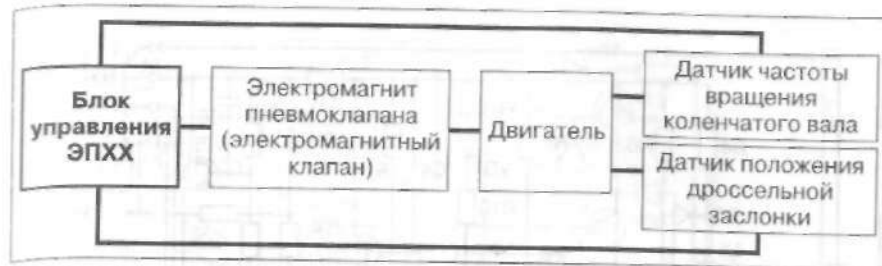 Блок
управления
ЭПХХ
Электромагнит
пневмоклапана
(электромагнитный
клапан)
Двигатель
Датчик частоты
вращения
коленчатого вала
Датчик положения
дроссельной
заслонки